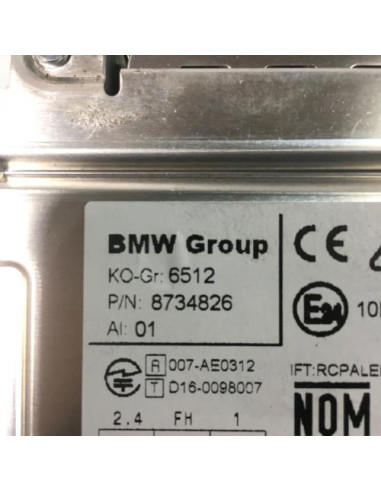 BMW Group
KO-Gr: 6512
P/N: 8734826
AI: 01
CE
E24
R 007-AE0312
T D16-0098007
IFT:RCPALE
NOM
2.4 FH 1